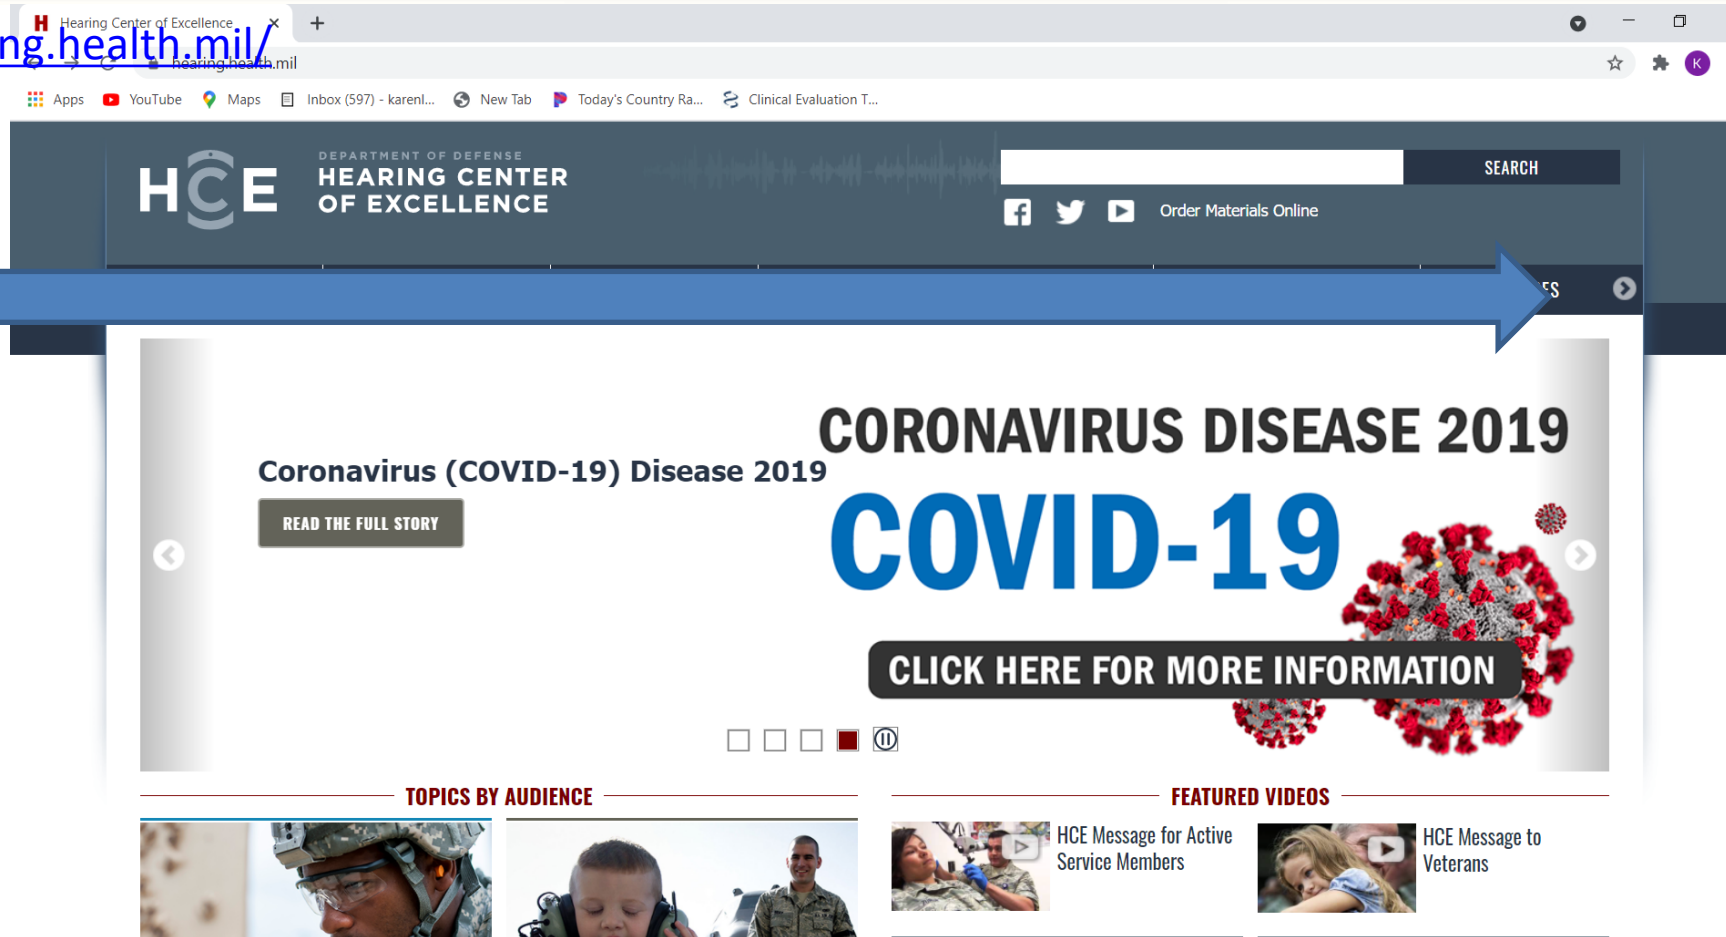 Hearing Center of Excellence
ng.health.mil/
hearing.health.mil
K
Apps YouTube Maps Inbox (597) - karenl... New Tab Today's Country Ra... Clinical Evaluation T...
HCE
DEPARTMENT OF DEFENSE
HEARING CENTER
OF EXCELLENCE
SEARCH
Order Materials Online
ES
CORONAVIRUS DISEASE 2019
Coronavirus (COVID-19) Disease 2019
READ THE FULL STORY
COVID-19
CLICK HERE FOR MORE INFORMATION
TOPICS BY AUDIENCE
FEATURED VIDEOS
HCE Message for Active
Service Members
HCE Message to
Veterans